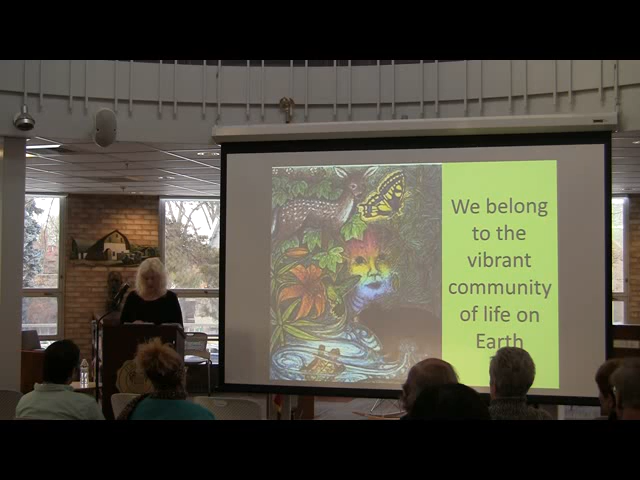 We belong
to the
vibrant
community
of life on
Earth